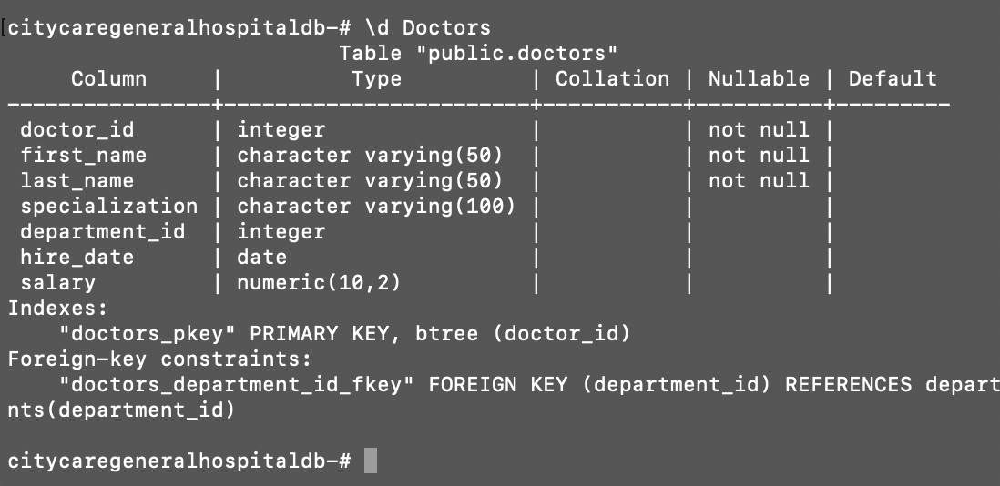 [citycaregeneralhospitaldb-# \d Doctors
                          Table "public.doctors"
     Column     |          Type          | Collation | Nullable | Default
----------------+------------------------+-----------+----------+---------
 doctor_id      | integer                |           | not null |
 first_name     | character varying(50)  |           | not null |
 last_name      | character varying(50)  |           | not null |
 specialization | character varying(100) |           |          |
 department_id  | integer                |           |          |
 hire_date      | date                   |           |          |
 salary         | numeric(10,2)          |           |          |
Indexes:
    "doctors_pkey" PRIMARY KEY, btree (doctor_id)
Foreign-key constraints:
    "doctors_department_id_fkey" FOREIGN KEY (department_id) REFERENCES depart
nts(department_id)
citycaregeneralhospitaldb-#